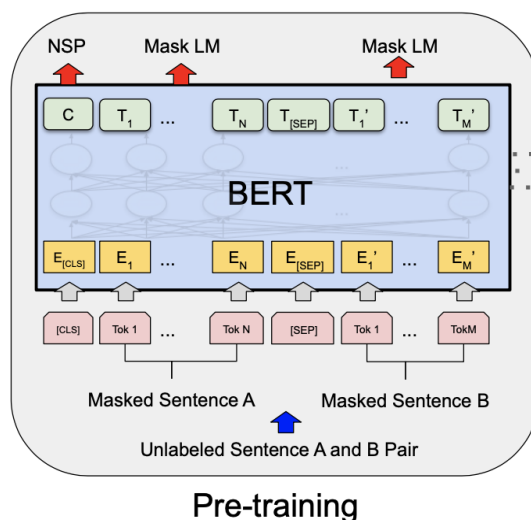 NSP Mask LM Mask LM
C T1 ... TN T[SEP] T1' ... TM'
...
BERT
...
E[CLS] E1 ... EN E[SEP] E1' ... EM'
[CLS] Tok 1 ... Tok N [SEP] Tok 1 ... TokM
Masked Sentence A Masked Sentence B
Unlabeled Sentence A and B Pair
Pre-training